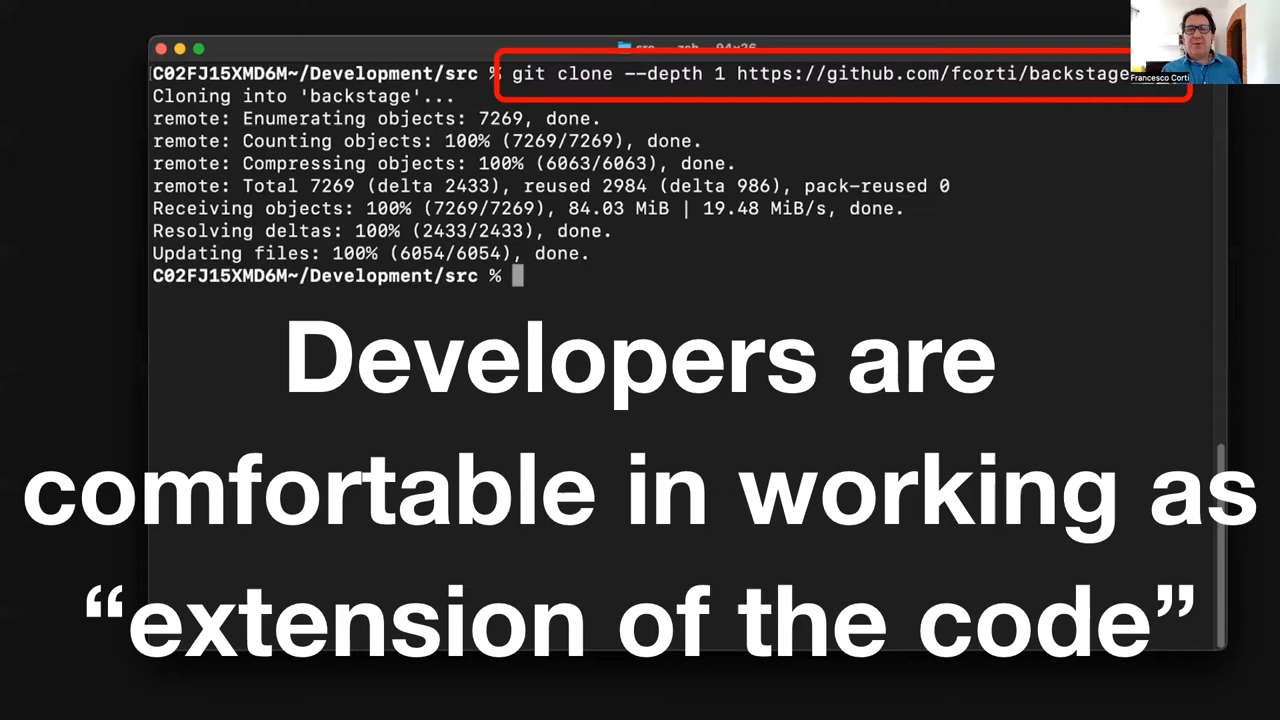 C02FJ15XMD6M~/Development/src % git clone --depth 1 https://github.com/fcorti/backstage
Francesco Corti
Cloning into 'backstage'...
remote: Enumerating objects: 7269, done.
remote: Counting objects: 100% (7269/7269), done.
remote: Compressing objects: 100% (6063/6063), done.
remote: Total 7269 (delta 2433), reused 2984 (delta 986), pack-reused 0
Receiving objects: 100% (7269/7269), 84.03 MiB | 19.48 MiB/s, done.
Resolving deltas: 100% (2433/2433), done.
Updating files: 100% (6054/6054), done.
C02FJ15XMD6M~/Development/src %
Developers are
comfortable in working as
“extension of the code”